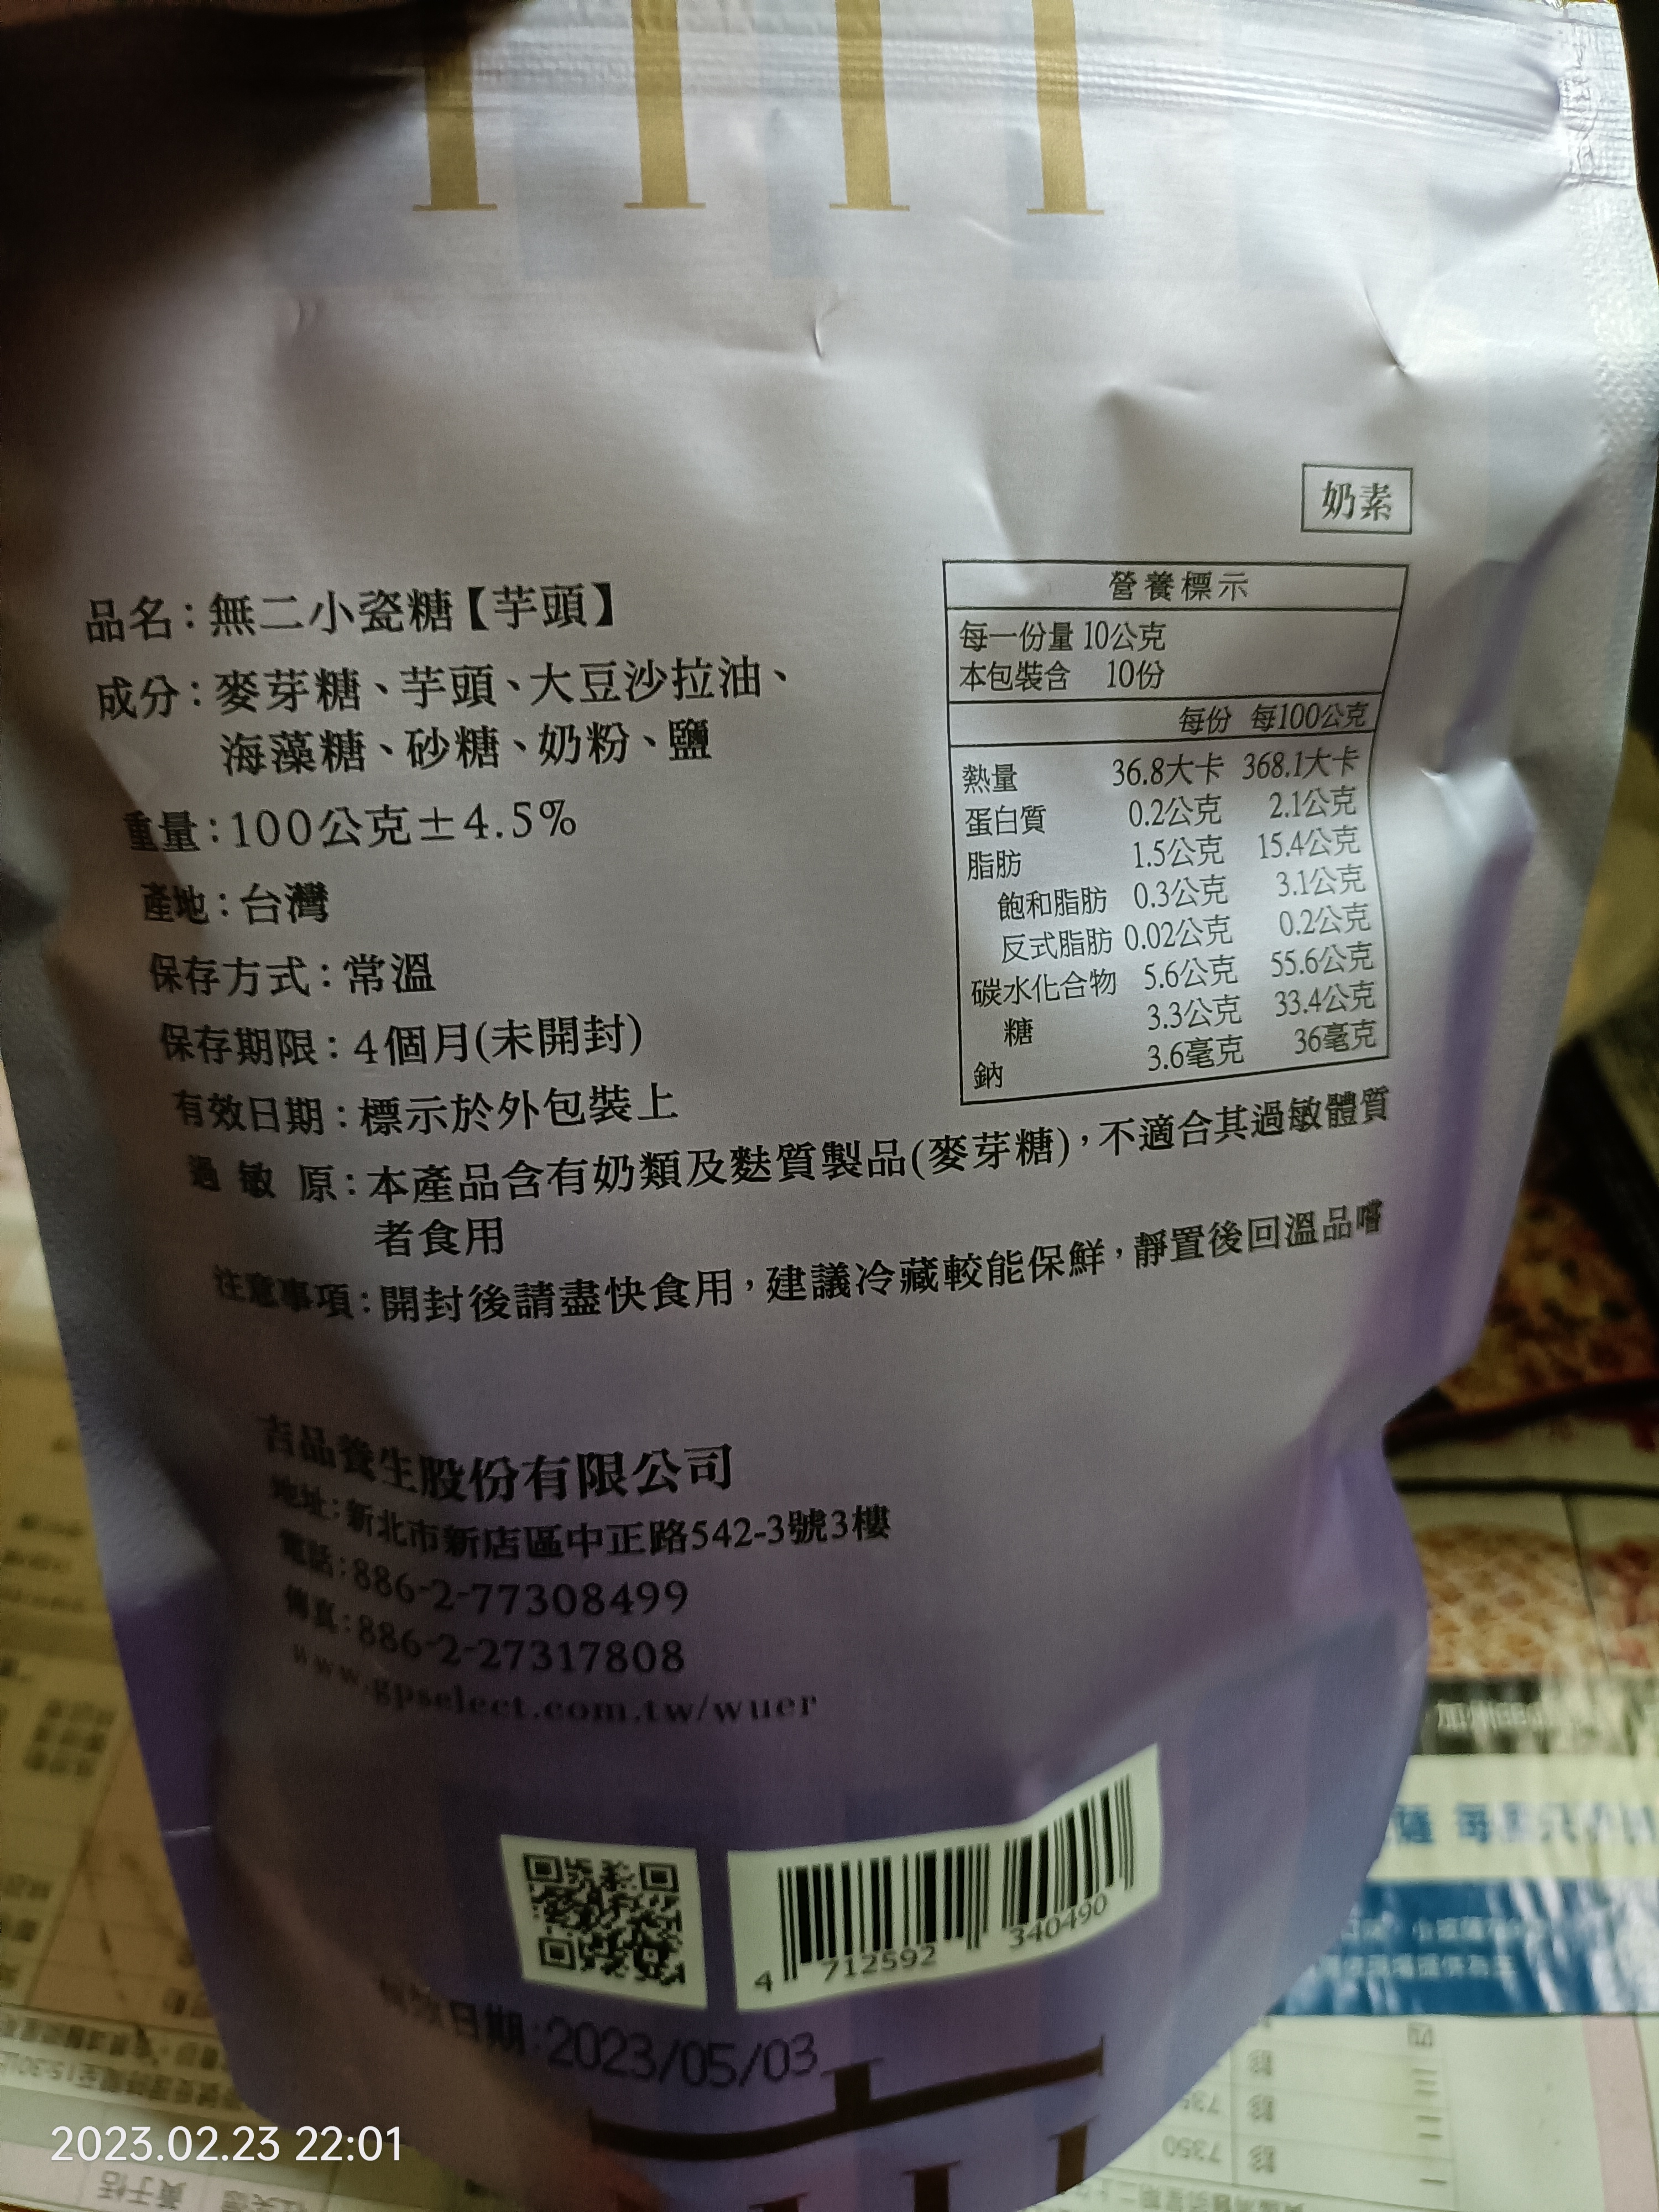 奶素
品名：無二小瓷糖【芋頭】
成分：麥芽糖、芋頭、大豆沙拉油、
海藻糖、砂糖、奶粉、鹽
重量：100公克±4.5%
產地：台灣
保存方式：常溫
保存期限：4個月(未開封)
有效日期：標示於外包裝上
過敏原：本產品含有奶類及麩質製品(麥芽糖)，不適合其過敏體質
者食用
注意事項：開封後請盡快食用，建議冷藏較能保鮮，靜置後回溫品嚐
營養標示
每一份量 10公克
本包裝含 10份
每份 每100公克
熱量 36.8大卡 368.1大卡
蛋白質 0.2公克 2.1公克
脂肪 1.5公克 15.4公克
飽和脂肪 0.3公克 3.1公克
反式脂肪 0.02公克 0.2公克
碳水化合物 5.6公克 55.6公克
糖 3.3公克 33.4公克
鈉 3.6毫克 36毫克
吉品養生股份有限公司
地址：新北市新店區中正路542-3號3樓
電話：886-2-77308499
傳真：886-2-27317808
www.gpselect.com.tw/wuer
4 712592 340490
有效日期：2023/05/03
2023.02.23 22:01